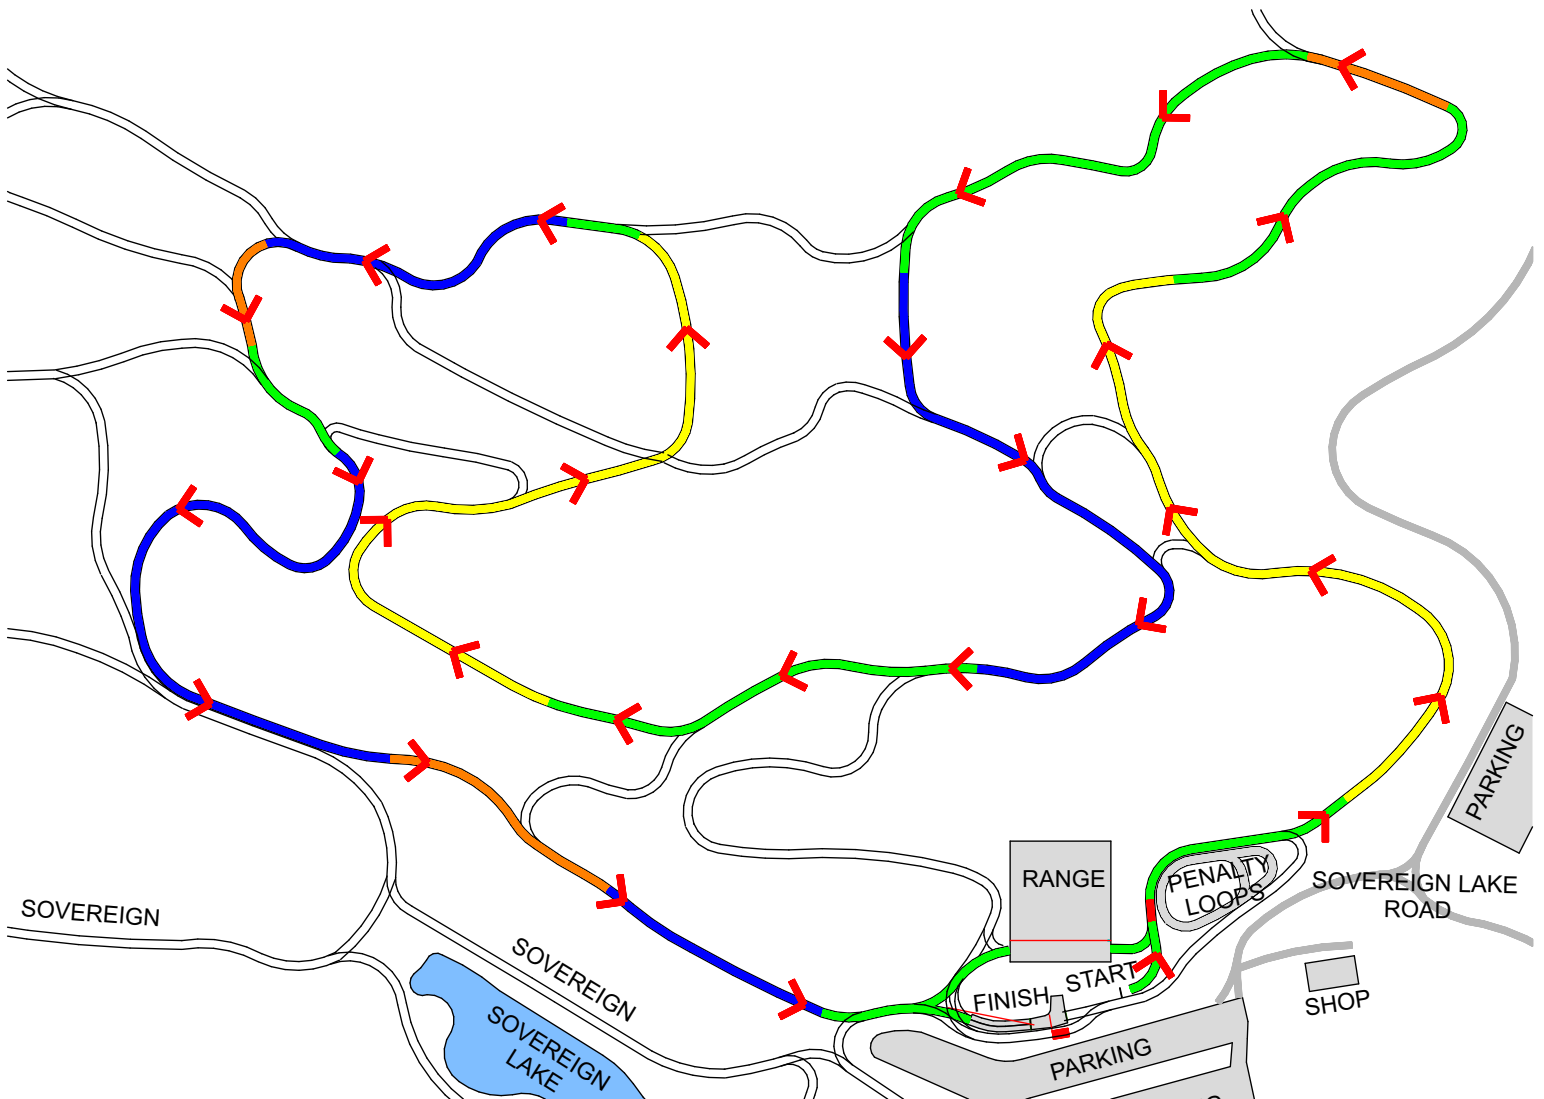 PARKING
RANGE
PENALTY
LOOPS
SOVEREIGN LAKE
ROAD
SOVEREIGN
SOVEREIGN
START
FINISH
SHOP
SOVEREIGN
LAKE
PARKING